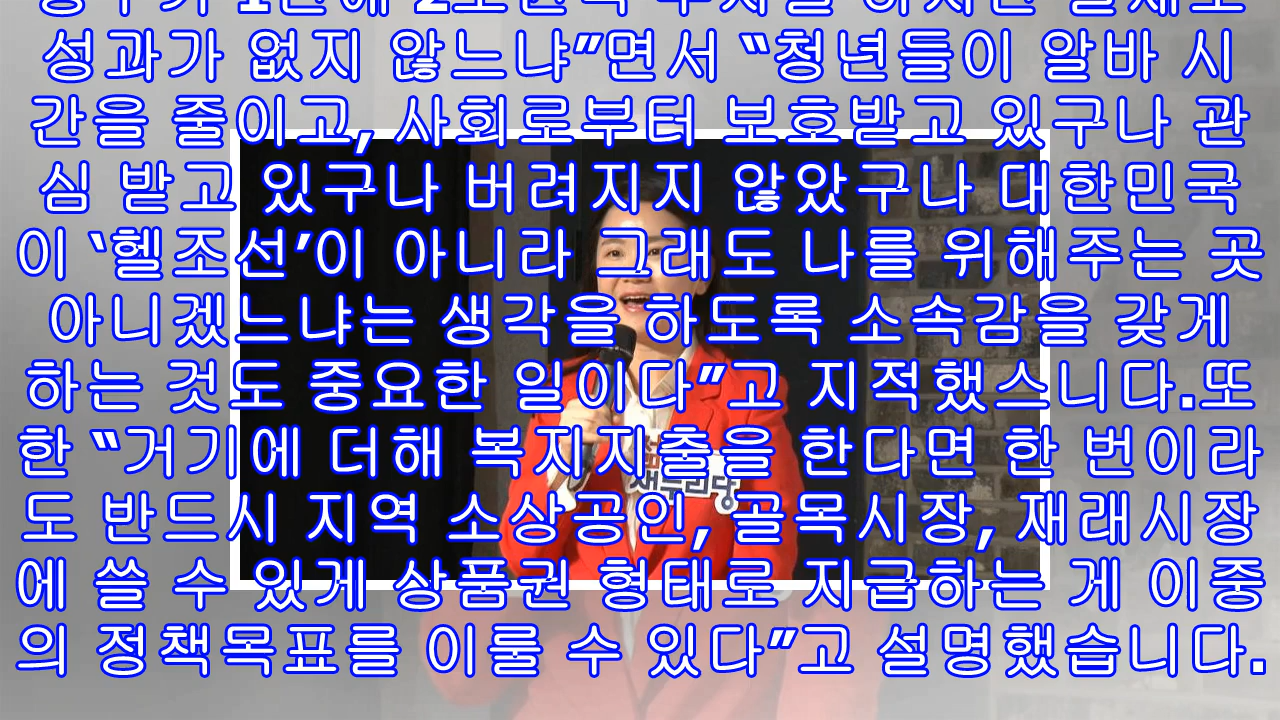 성과가 없지 않느냐”면서 “청년들이 알바 시
간을 줄이고, 사회로부터 보호받고 있구나 관
심 받고 있구나 버려지지 않았구나 대한민국
이 ‘헬조선’이 아니라 그래도 나를 위해주는 곳
아니겠느냐는 생각을 하도록 소속감을 갖게
하는 것도 중요한 일이다”고 지적했스니다.또
한 “거기에 더해 복지지출을 한다면 한 번이라
도 반드시 지역 소상공인, 골목시장, 재래시장
에 쓸 수 있게 상품권 형태로 지급하는 게 이중
의 정책목표를 이룰 수 있다”고 설명했습니다.
새누리당